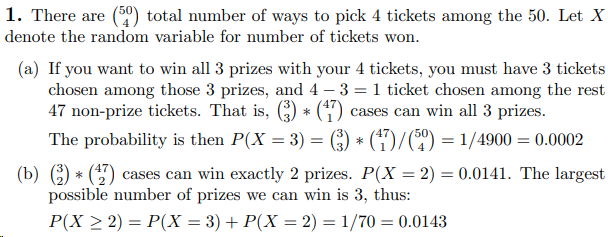 1. There are \binom{50}{4} total number of ways to pick 4 tickets among the 50. Let X
denote the random variable for number of tickets won.
(a) If you want to win all 3 prizes with your 4 tickets, you must have 3 tickets
chosen among those 3 prizes, and 4 − 3 = 1 ticket chosen among the rest
47 non-prize tickets. That is, \binom{3}{3} * \binom{47}{1} cases can win all 3 prizes.
The probability is then P(X = 3) = \binom{3}{3} * \binom{47}{1}/\binom{50}{4} = 1/4900 = 0.0002
(b) \binom{3}{2} * \binom{47}{2} cases can win exactly 2 prizes. P(X = 2) = 0.0141. The largest
possible number of prizes we can win is 3, thus:
P(X ≥ 2) = P(X = 3) + P(X = 2) = 1/70 = 0.0143